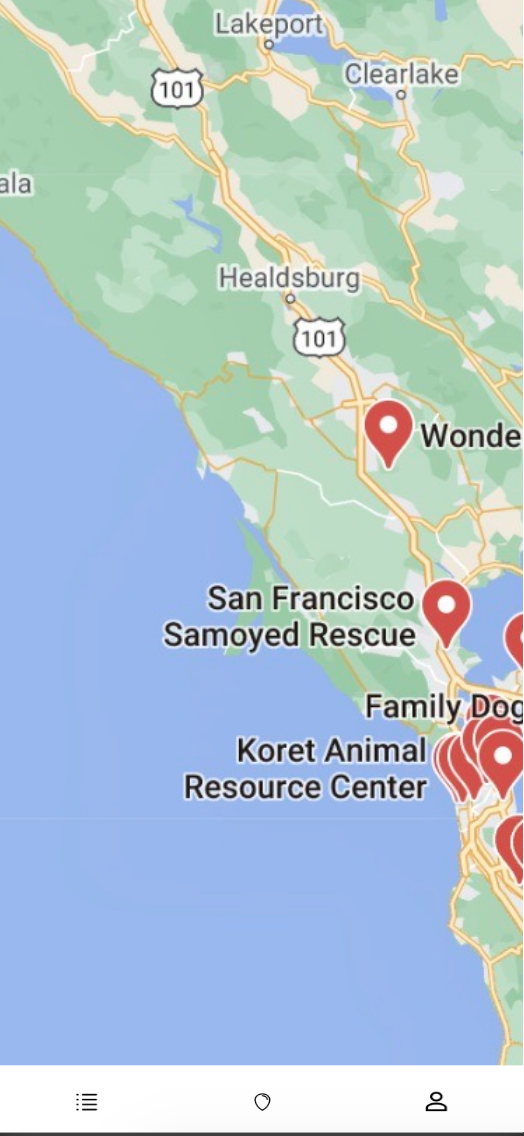 Lakeport
Clearlake
101
ala
Healdsburg
101
Wonde
San Francisco
Samoyed Rescue
Family Dog
Koret Animal
Resource Center